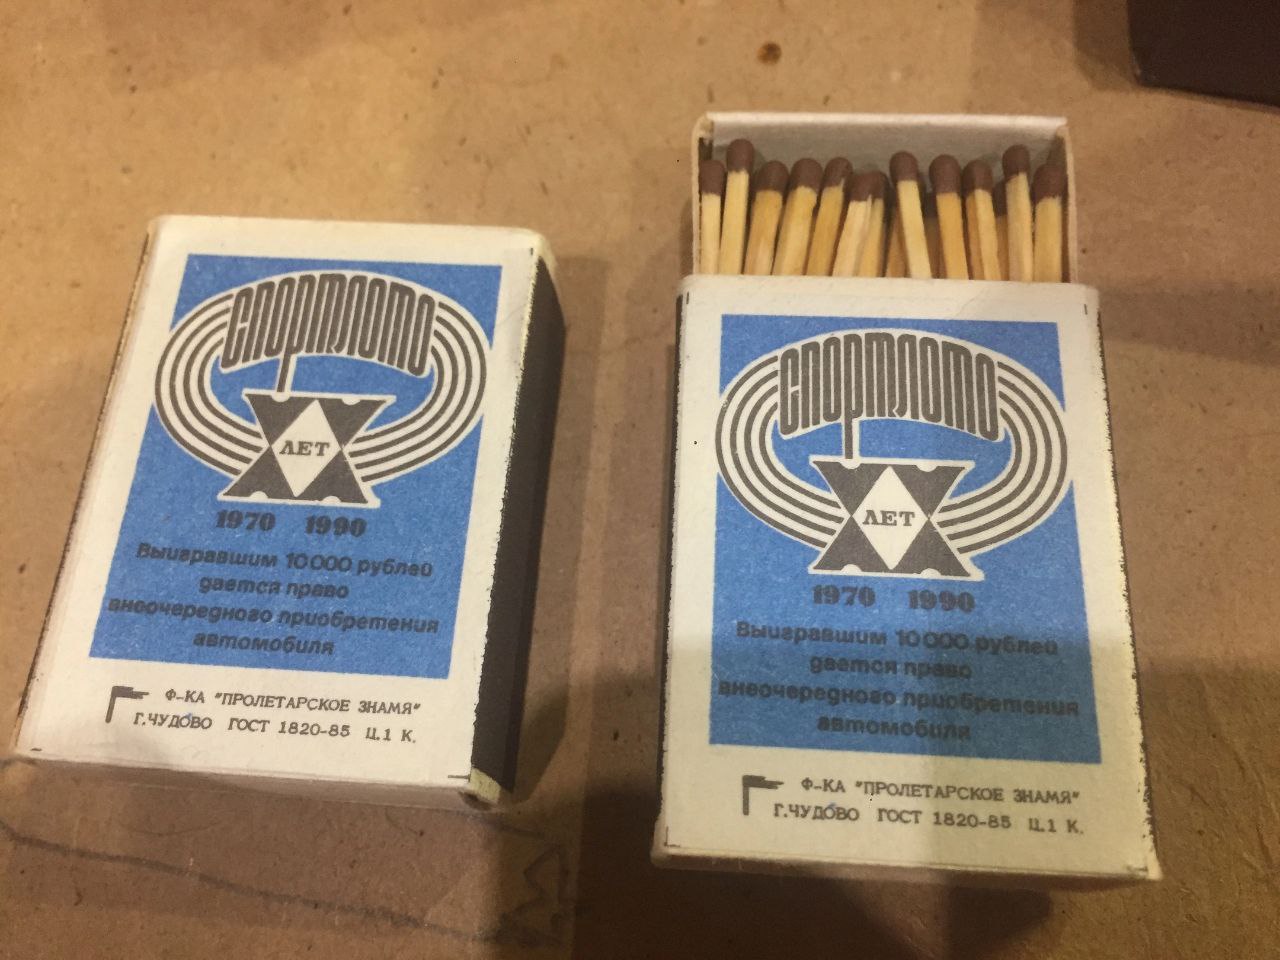 СПОРТЛОТО
XX
ЛЕТ
1970 1990
Выигравшим 10 000 рублей
дается право
внеочередного приобретения
автомобиля
Ф-КА "ПРОЛЕТАРСКОЕ ЗНАМЯ"
Г.ЧУДОВО ГОСТ 1820-85 Ц.1 К.
СПОРТЛОТО
XX
ЛЕТ
1970 1990
Выигравшим 10 000 рублей
дается право
внеочередного приобретения
автомобиля
Ф-КА "ПРОЛЕТАРСКОЕ ЗНАМЯ"
Г.ЧУДОВО ГОСТ 1820-85 Ц.1 К.